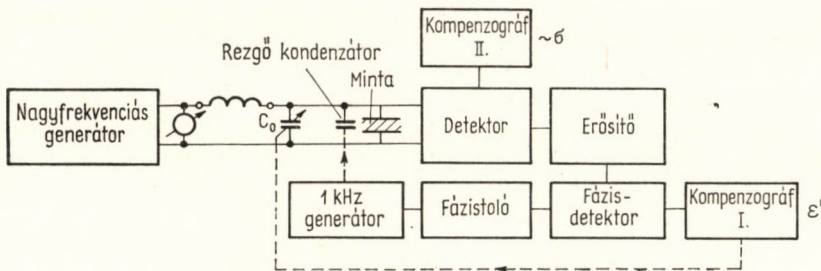 Kompenzográf
II.
~σ
Rezgő kondenzátor
Minta
Nagyfrekvenciás
generátor
C₀
Detektor
Erősítő
1 kHz
generátor
Fázistoló
Fázis-
detektor
Kompenzográf
I.
ε'